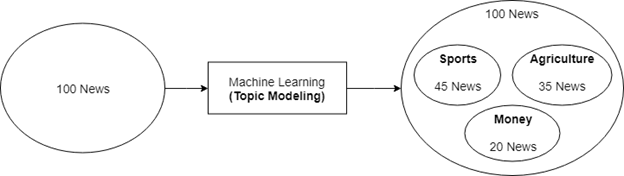 100 News
Machine Learning
(Topic Modeling)
100 News
Sports
45 News
Agriculture
35 News
Money
20 News